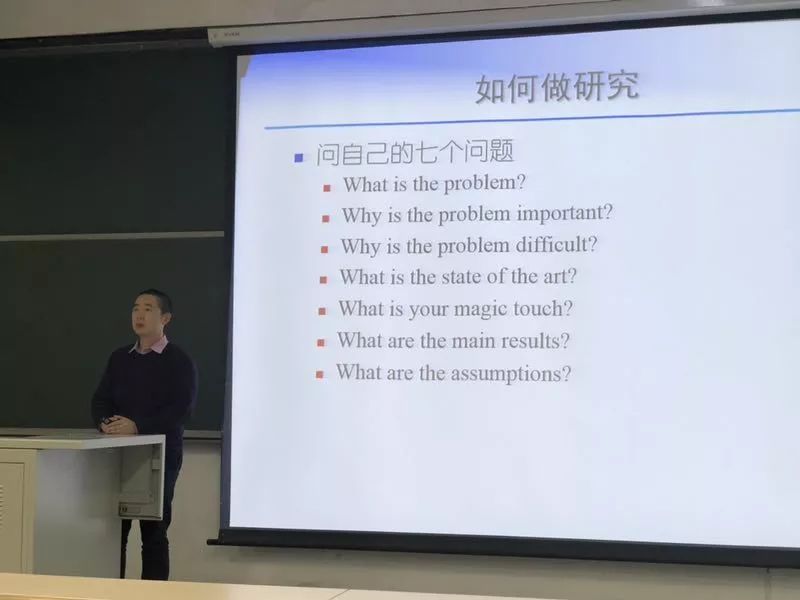 如何做研究
问自己的七个问题
What is the problem?
Why is the problem important?
Why is the problem difficult?
What is the state of the art?
What is your magic touch?
What are the main results?
What are the assumptions?